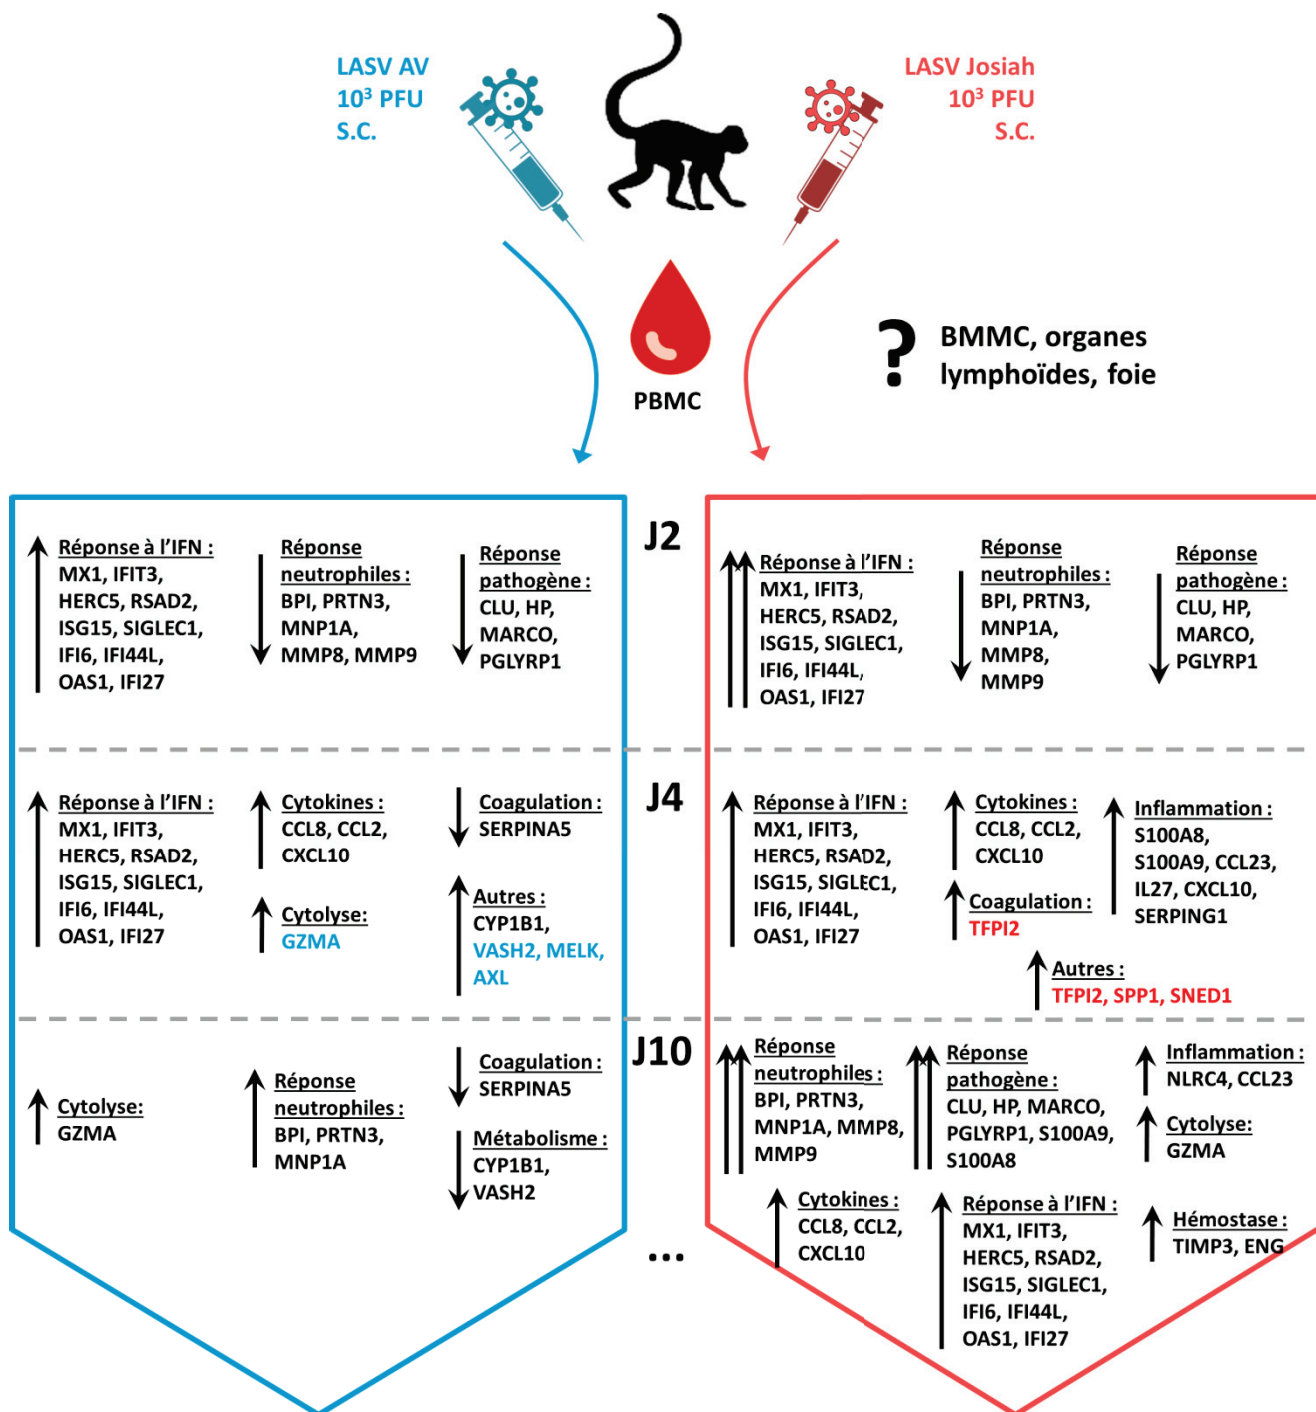 LASV AV
10³ PFU
S.C.
LASV Josiah
10³ PFU
S.C.
PBMC
?
BMMC, organes
lymphoïdes, foie
J2
Réponse à l'IFN :
MX1, IFIT3,
HERC5, RSAD2,
ISG15, SIGLEC1,
IFI6, IFI44L,
OAS1, IFI27
Réponse
neutrophiles :
BPI, PRTN3,
MNP1A,
MMP8, MMP9
Réponse
pathogène :
CLU, HP,
MARCO,
PGLYRP1
Réponse à l'IFN :
MX1, IFIT3,
HERC5, RSAD2,
ISG15, SIGLEC1,
IFI6, IFI44L,
OAS1, IFI27
Réponse
neutrophiles :
BPI, PRTN3,
MNP1A,
MMP8,
MMP9
Réponse
pathogène :
CLU, HP,
MARCO,
PGLYRP1
J4
Réponse à l'IFN :
MX1, IFIT3,
HERC5, RSAD2,
ISG15, SIGLEC1,
IFI6, IFI44L,
OAS1, IFI27
Cytokines :
CCL8, CCL2,
CXCL10
Cytolyse:
GZMA
Coagulation :
SERPINA5
Autres :
CYP1B1,
VASH2, MELK,
AXL
Réponse à l'IFN :
MX1, IFIT3,
HERC5, RSAD2,
ISG15, SIGLEC1,
IFI6, IFI44L,
OAS1, IFI27
Cytokines :
CCL8, CCL2,
CXCL10
Coagulation :
TFPI2
Inflammation :
S100A8,
S100A9, CCL23,
IL27, CXCL10,
SERPING1
Autres :
TFPI2, SPP1, SNED1
J10
Cytolyse:
GZMA
Réponse
neutrophiles :
BPI, PRTN3,
MNP1A
Coagulation :
SERPINA5
Métabolisme :
CYP1B1,
VASH2
Réponse
neutrophiles :
BPI, PRTN3,
MNP1A, MMP8,
MMP9
Réponse
pathogène :
CLU, HP, MARCO,
PGLYRP1, S100A9,
S100A8
Inflammation :
NLRC4, CCL23
Cytolyse:
GZMA
Cytokines :
CCL8, CCL2,
CXCL10
Réponse à l'IFN :
MX1, IFIT3,
HERC5, RSAD2,
ISG15, SIGLEC1,
IFI6, IFI44L,
OAS1, IFI27
Hémostase :
TIMP3, ENG
...